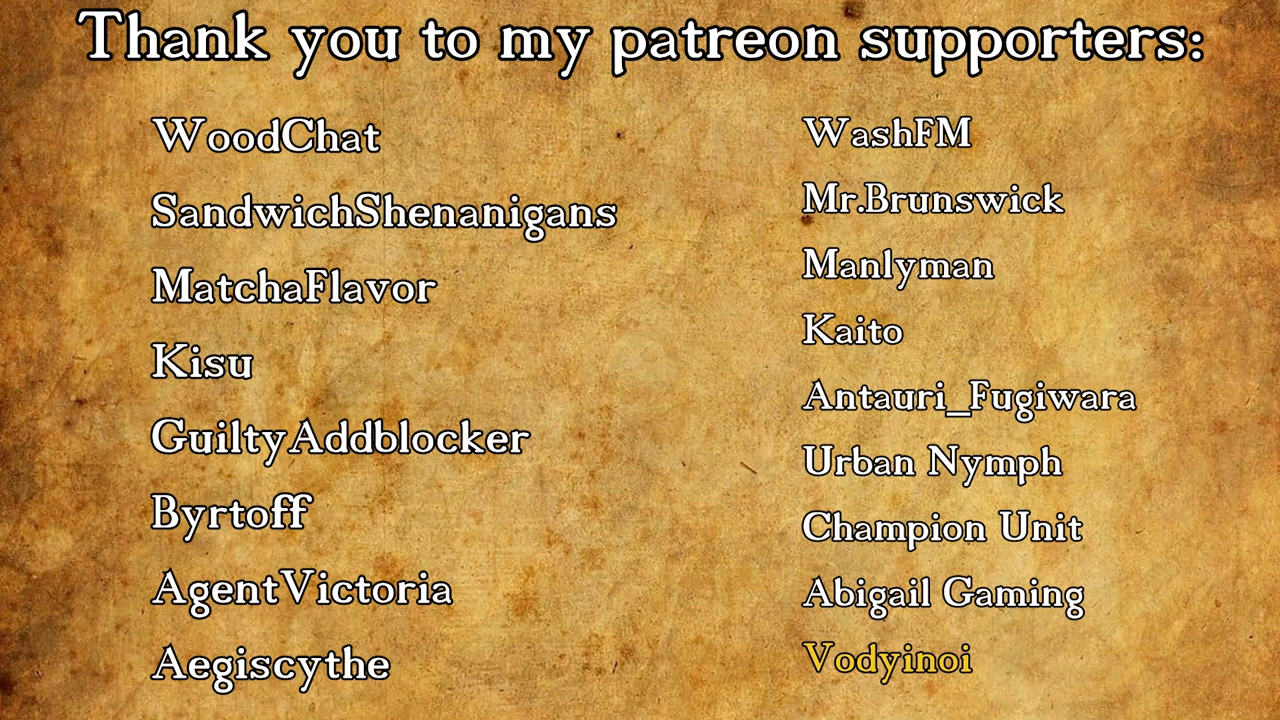 Thank you to my patreon supporters:
WoodChat
SandwichShenanigans
MatchaFlavor
Kisu
GuiltyAddblocker
Byrtoff
AgentVictoria
Aegiscythe
WashFM
Mr.Brunswick
Manlyman
Kaito
Antauri_Fugiwara
Urban Nymph
Champion Unit
Abigail Gaming
Vodyinoi